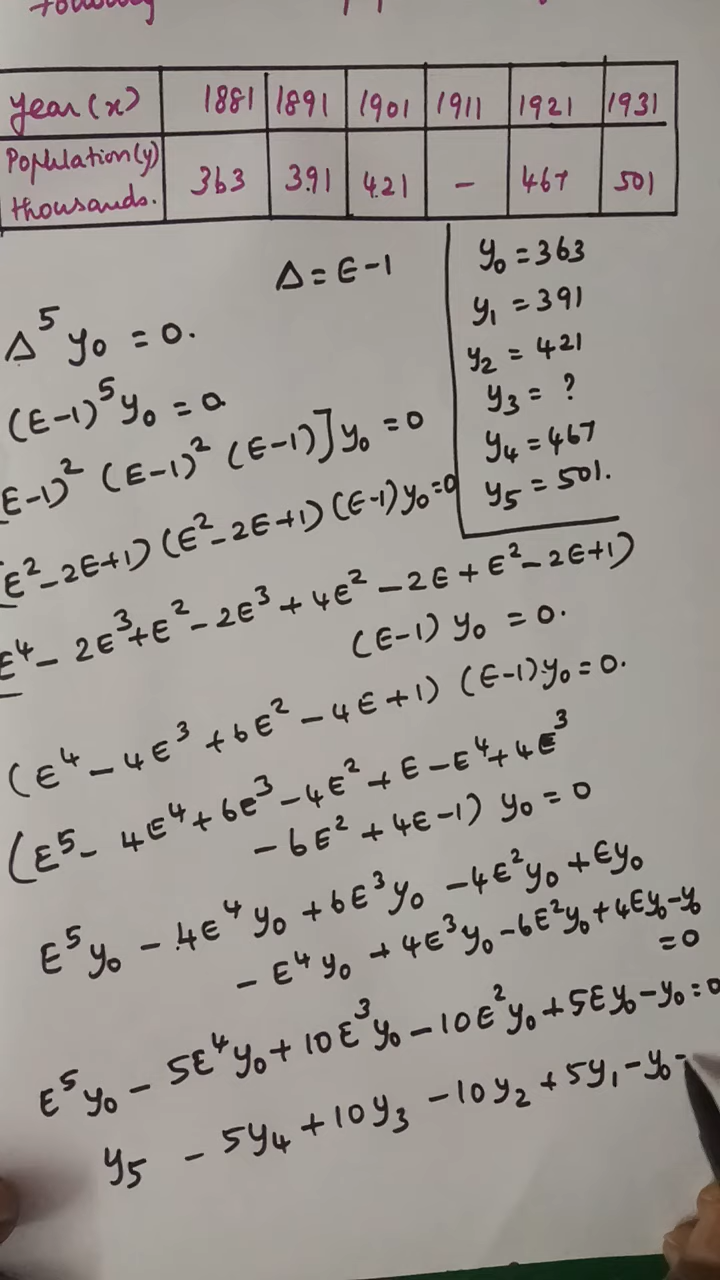 following
Year (x) 1881 1891 1901 1911 1921 1931
Population (y) thousands. 363 391 421 - 467 501
Δ = E-1
y₀ = 363
y₁ = 391
y₂ = 421
y₃ = ?
y₄ = 467
y₅ = 501.
Δ⁵ y₀ = 0.
(E-1)⁵ y₀ = 0
E-1)² (E-1)² (E-1)] y₀ = 0
(E²-2E+1) (E²-2E+1) (E-1) y₀ = 0
E⁴ - 2E³ + E² - 2E³ + 4E² - 2E + E² - 2E + 1)
(E-1) y₀ = 0.
(E⁴ - 4E³ + 6E² - 4E + 1) (E-1) y₀ = 0.
(E⁵ - 4E⁴ + 6E³ - 4E² + E - E⁴ + 4E³
- 6E² + 4E - 1) y₀ = 0
E⁵y₀ - 4E⁴y₀ + 6E³y₀ - 4E²y₀ + Ey₀
- E⁴y₀ + 4E³y₀ - 6E²y₀ + 4Ey₀ - y₀
= 0
E⁵y₀ - 5E⁴y₀ + 10E³y₀ - 10E²y₀ + 5Ey₀ - y₀ = 0
y₅ - 5y₄ + 10y₃ - 10y₂ + 5y₁ - y₀ =